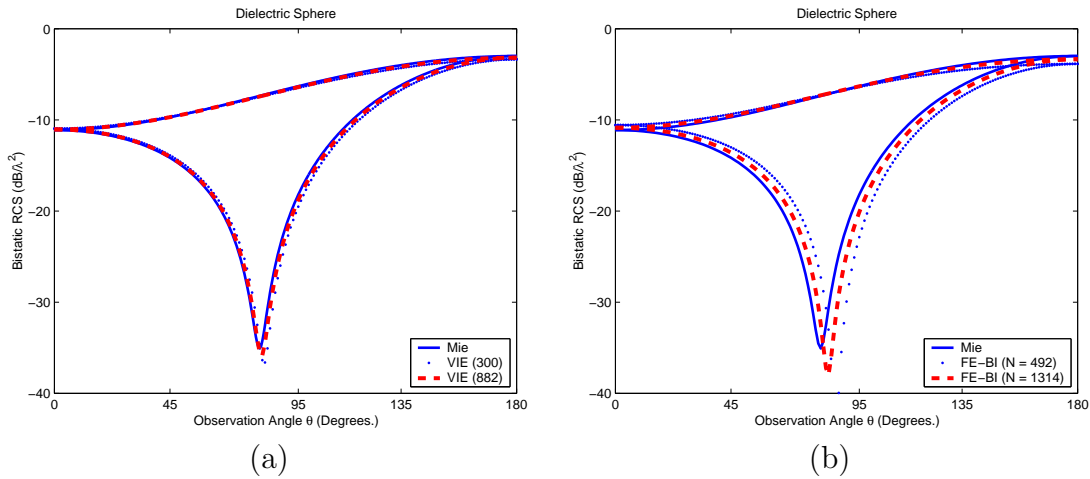 Dielectric Sphere
0
−10
−20
−30
−40
Bistatic RCS (dB/λ²)
0
45
95
135
180
Observation Angle θ (Degrees.)
Mie
VIE (300)
VIE (882)
(a)
Dielectric Sphere
0
−10
−20
−30
−40
Bistatic RCS (dB/λ²)
0
45
95
135
180
Observation Angle θ (Degrees.)
Mie
FE−BI (N = 492)
FE−BI (N = 1314)
(b)